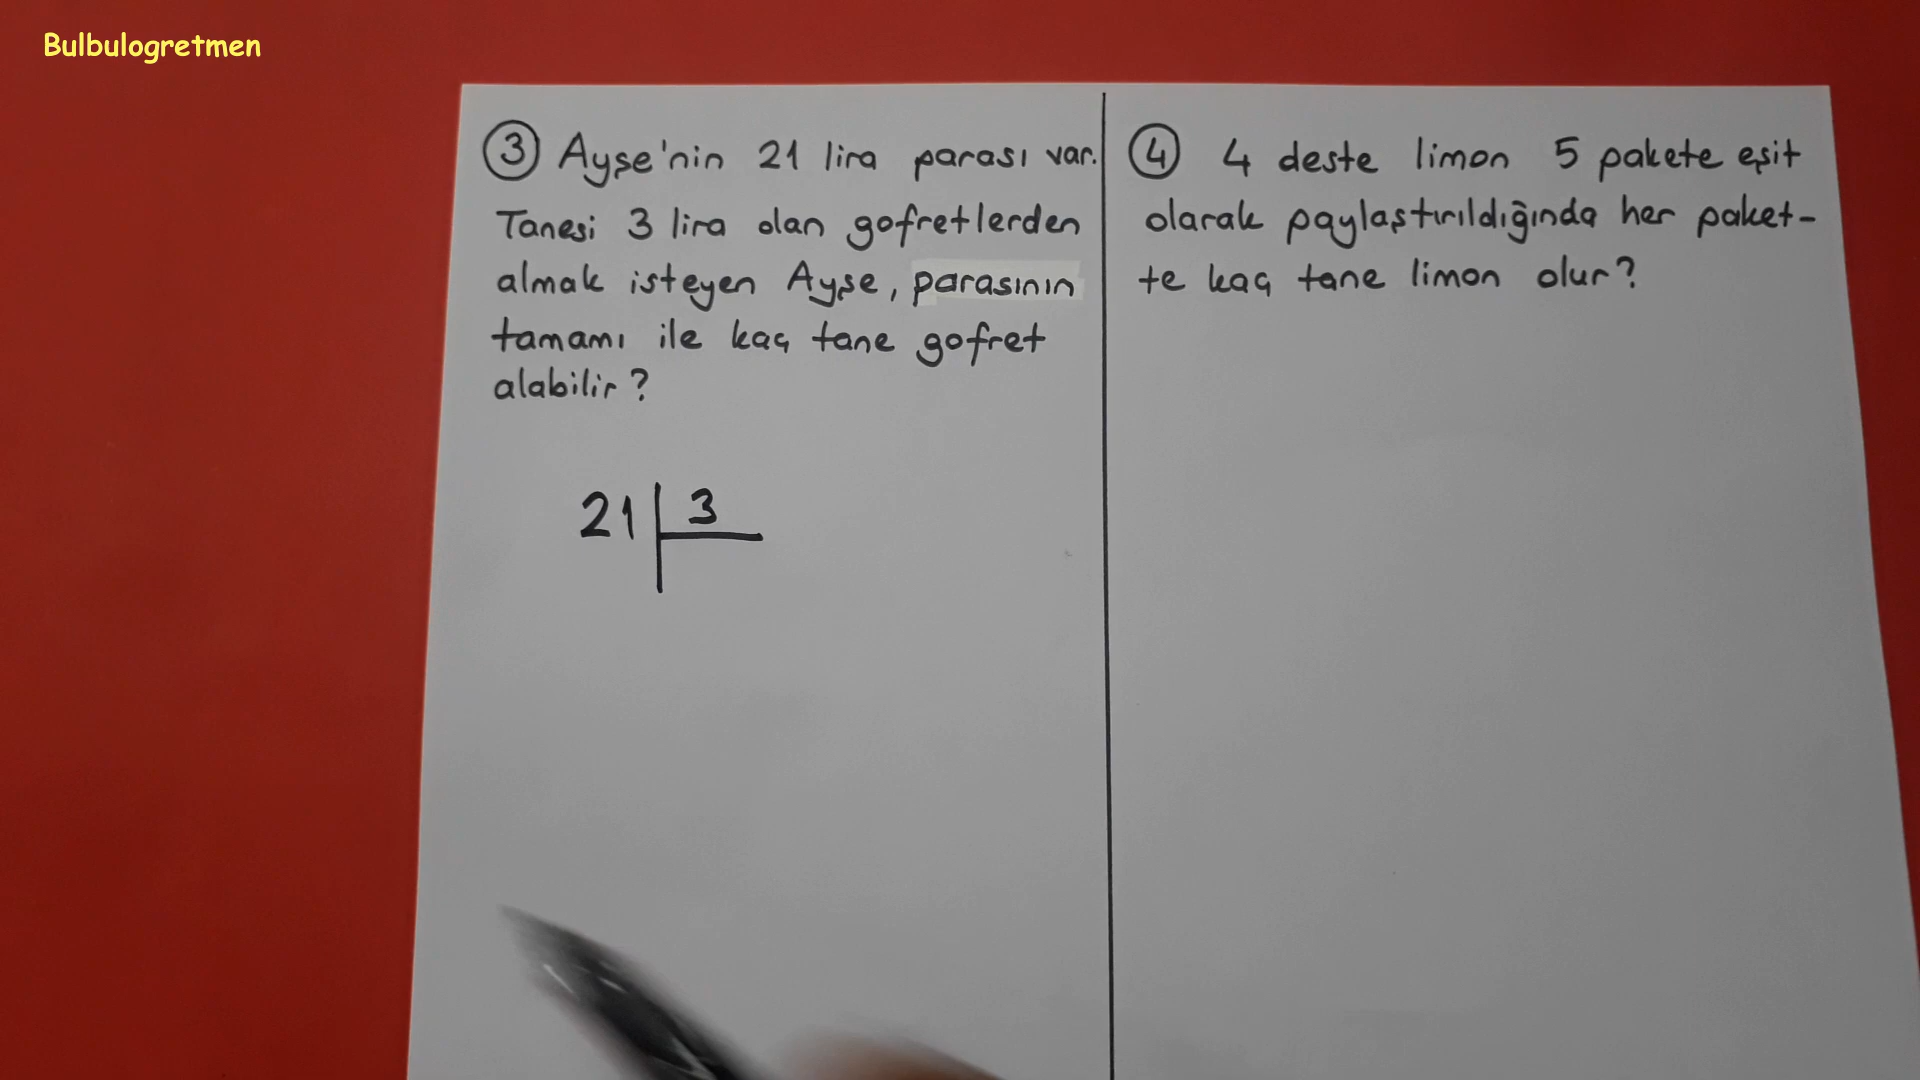 Bulbulogretmen
3 Ayşe'nin 21 lira parası var.
Tanesi 3 lira olan gofretlerden
almak isteyen Ayşe, parasının
tamamı ile kaç tane gofret
alabilir?
21 3
4 4 deste limon 5 pakete eşit
olarak paylaştırıldığında her paket-
te kaç tane limon olur?